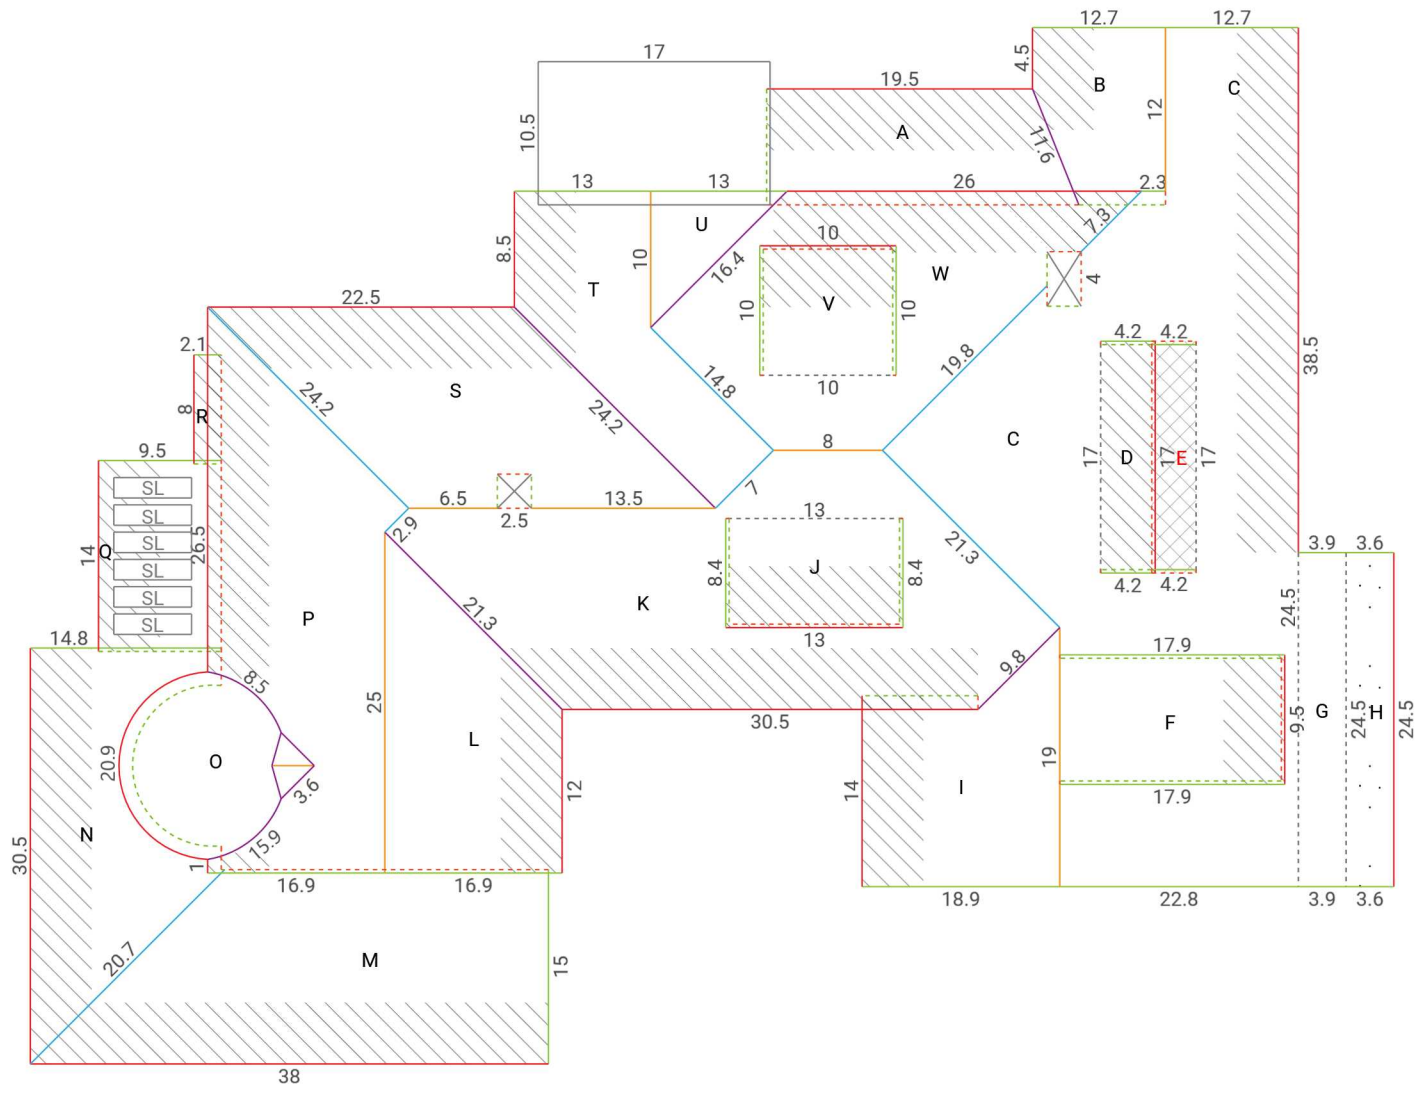 12.7 12.7
17
4.5
B
C
19.5
12
10.5
A
11.6
13 13 26 2.3
U
7.3
8.5
10
10
16.4
W
4
T
V
22.5
10 10
2.1
4.2 4.2
19.8
38.5
24.2
14.8
10
S
8
R
24.2
8
C
9.5
17 D 17 E 17
SL
7
6.5 13.5
SL
2.5
13
2.9
SL
14 Q
26.5
21.3
3.9 3.6
SL
8.4 J 8.4
4.2 4.2
SL
K
24.5
P
21.3
SL
14.8
13
17.9
9.8
8.5
25
24.5
G
9.5
H
24.5
30.5
F
L
O
20.9
19
3.6
12
14
I
17.9
N
15.9
30.5
1
16.9 16.9
18.9 22.8 3.9 3.6
20.7
M
15
38